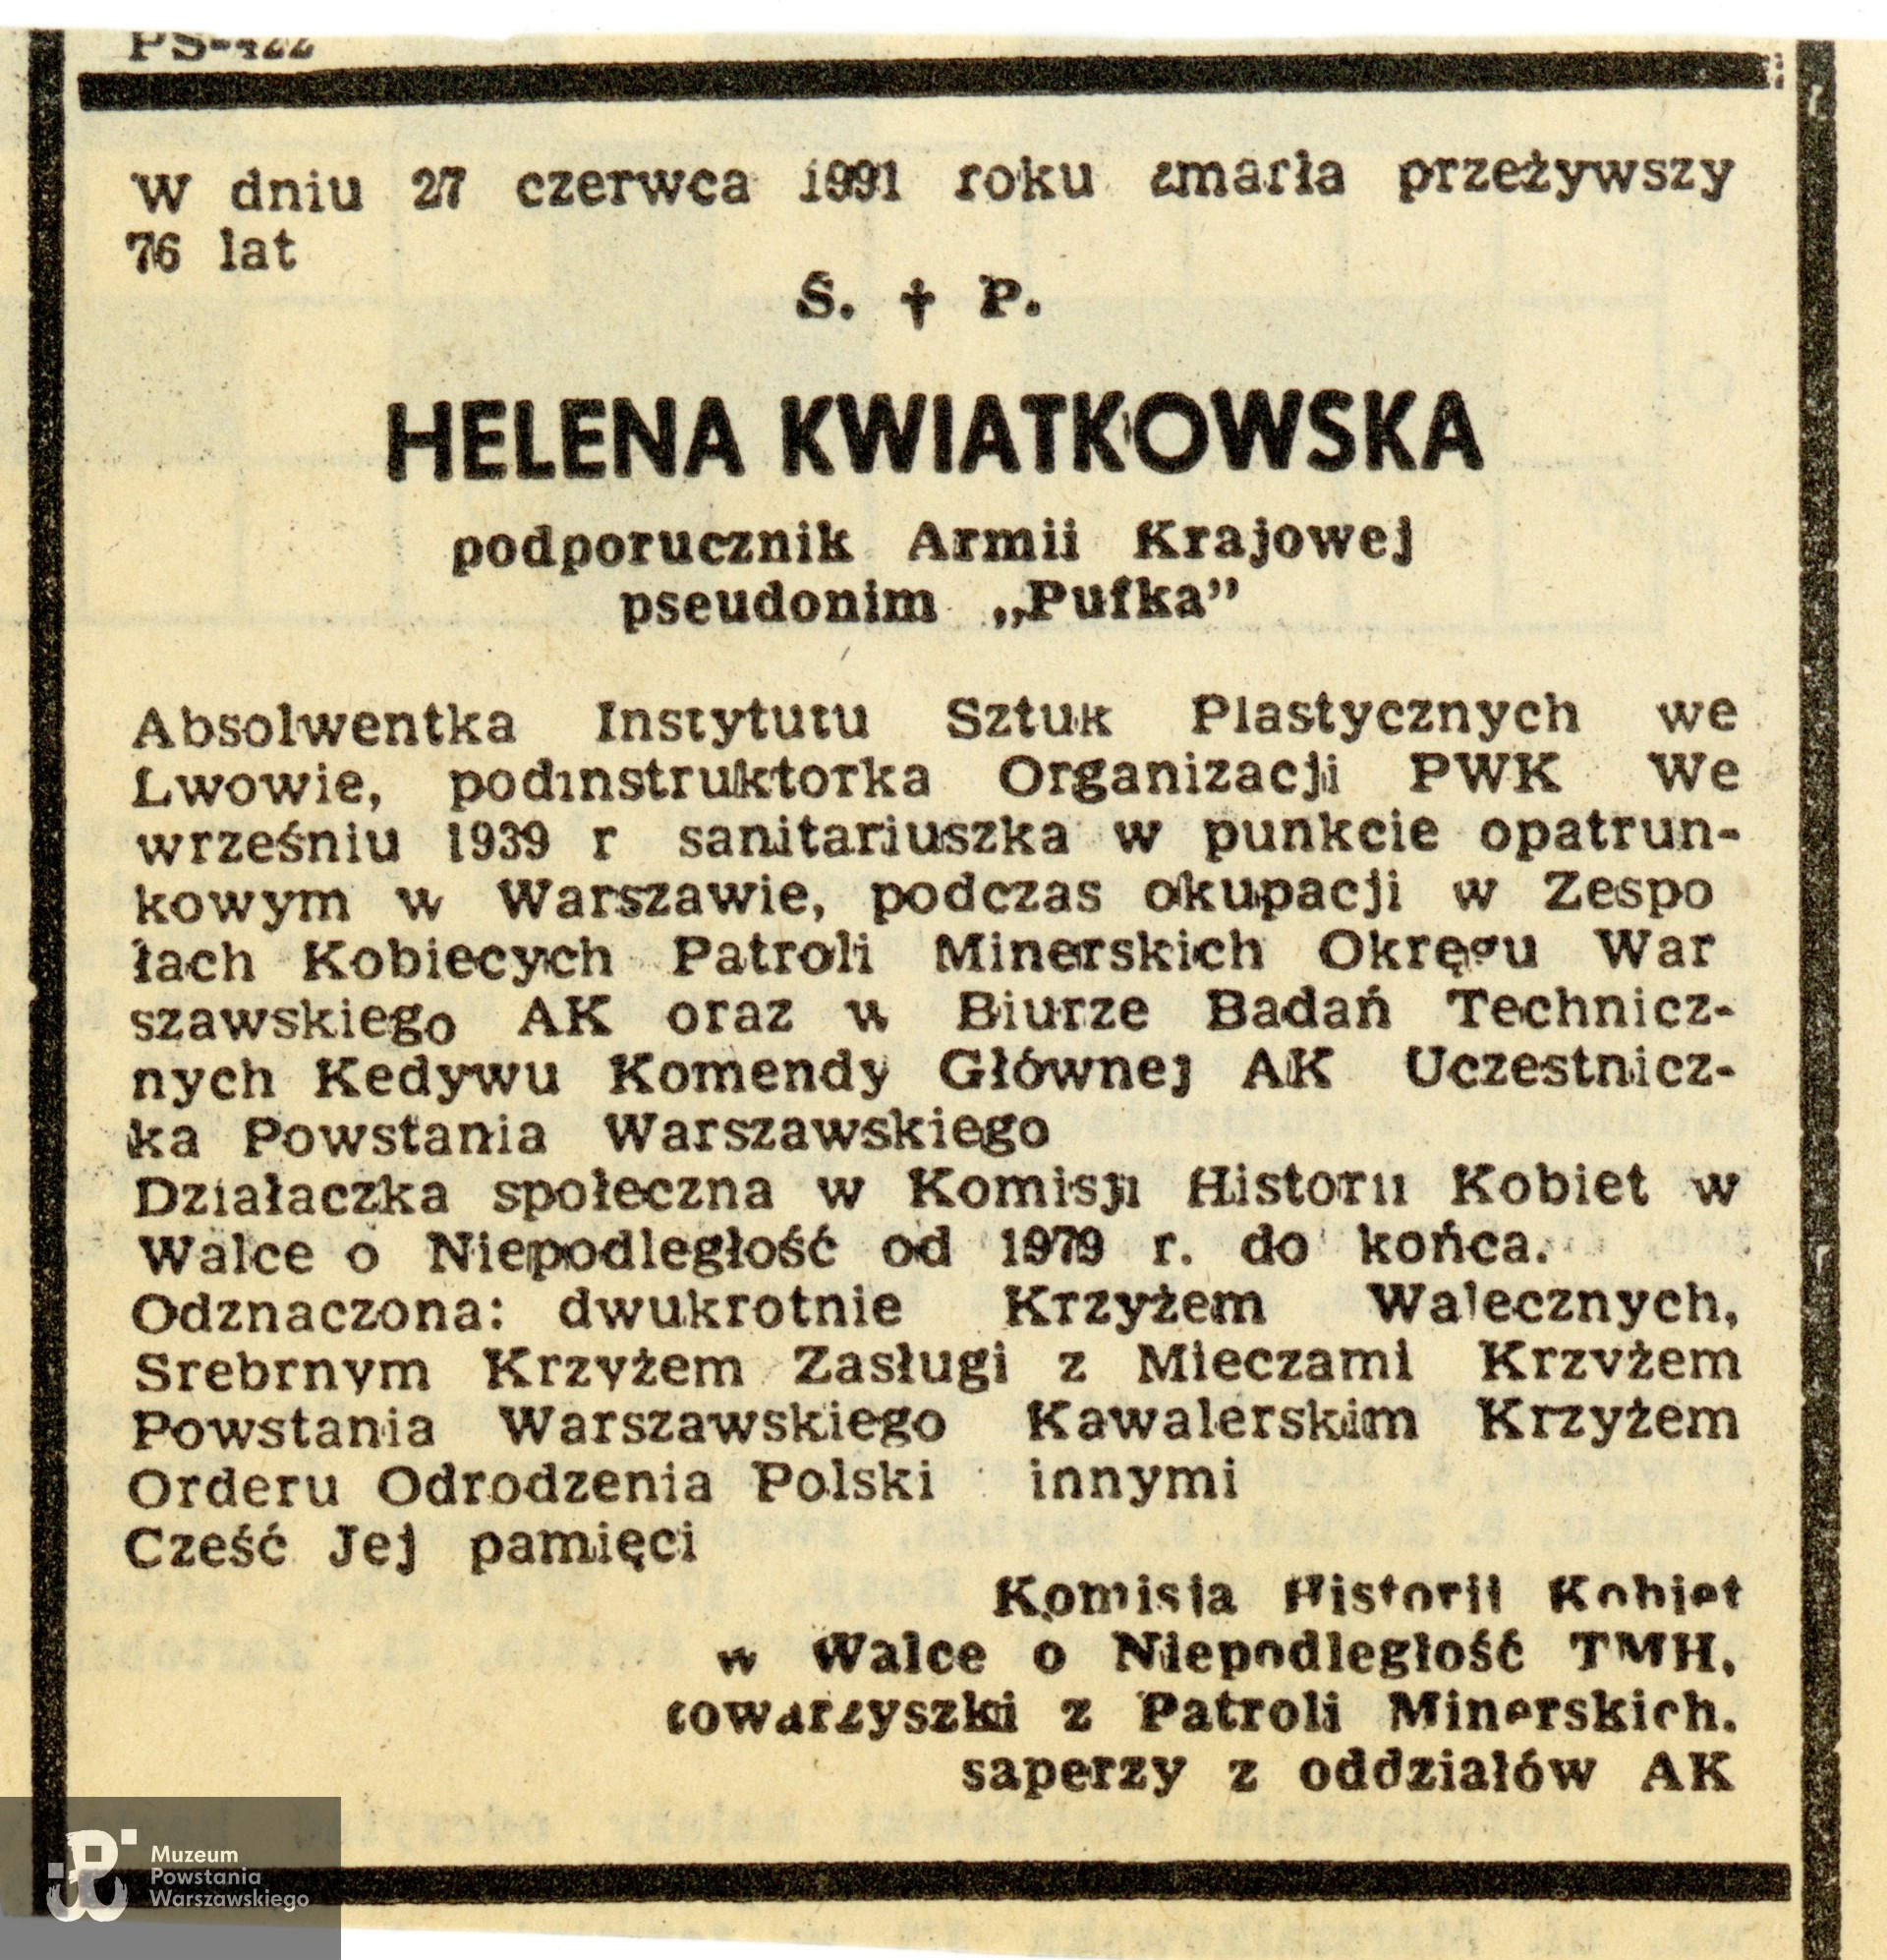 PS-422
W dniu 27 czerwca 1991 roku zmarła przeżywszy
76 lat
Ś. † P.
HELENA KWIATKOWSKA
podporucznik Armii Krajowej
pseudonim „Pufka”
Absolwentka Instytutu Sztuk Plastycznych we
Lwowie, podinstruktorka Organizacji PWK We
wrześniu 1939 r sanitariuszka w punkcie opatrun-
kowym w Warszawie, podczas okupacji w Zespo
łach Kobiecych Patroli Minerskich Okręgu War
szawskiego AK oraz w Biurze Badań Technicz-
nych Kedywu Komendy Głównej AK Uczestnicz-
ka Powstania Warszawskiego
Działaczka społeczna w Komisji Historii Kobiet w
Walce o Niepodległość od 1979 r. do końca.
Odznaczona: dwukrotnie Krzyżem Walecznych,
Srebrnym Krzyżem Zasługi z Mieczami Krzyżem
Powstania Warszawskiego Kawalerskim Krzyżem
Orderu Odrodzenia Polski innymi
Cześć Jej pamięci
Komisja Historii Kobiet
w Walce o Niepodległość TMH,
towarzyszki z Patroli Minerskich,
saperzy z oddziałów AK
Muzeum
Powstania
Warszawskiego